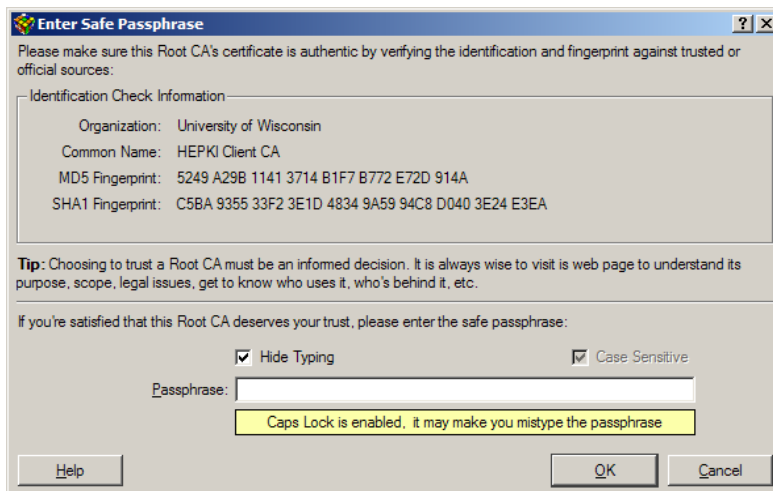 Enter Safe Passphrase
Please make sure this Root CA's certificate is authentic by verifying the identification and fingerprint against trusted or
official sources:
Identification Check Information
Organization: University of Wisconsin
Common Name: HEPKI Client CA
MD5 Fingerprint: 5249 A29B 1141 3714 B1F7 B772 E72D 914A
SHA1 Fingerprint: C5BA 9355 33F2 3E1D 4834 9A59 94C8 D040 3E24 E3EA
Tip: Choosing to trust a Root CA must be an informed decision. It is always wise to visit is web page to understand its
purpose, scope, legal issues, get to know who uses it, who's behind it, etc.
If you're satisfied that this Root CA deserves your trust, please enter the safe passphrase:
Hide Typing Case Sensitive
Passphrase:
Caps Lock is enabled, it may make you mistype the passphrase
Help OK Cancel